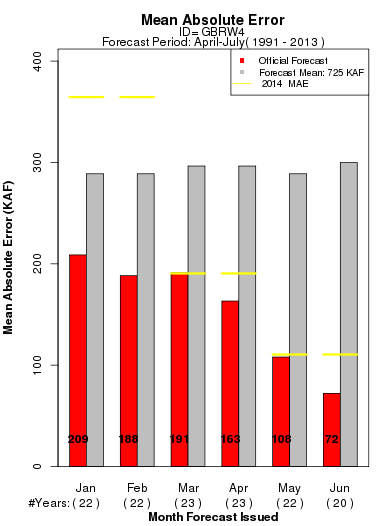 Mean Absolute Error
ID= GBRW4
Forecast Period: April-July( 1991 - 2013 )
Official Forecast
Forecast Mean: 725 KAF
2014 MAE
Mean Absolute Error (KAF)
400
300
200
100
0
209 188 191 163 108 72
Jan Feb Mar Apr May Jun
#Years: ( 22 ) ( 22 ) ( 23 ) ( 23 ) ( 22 ) ( 20 )
Month Forecast Issued